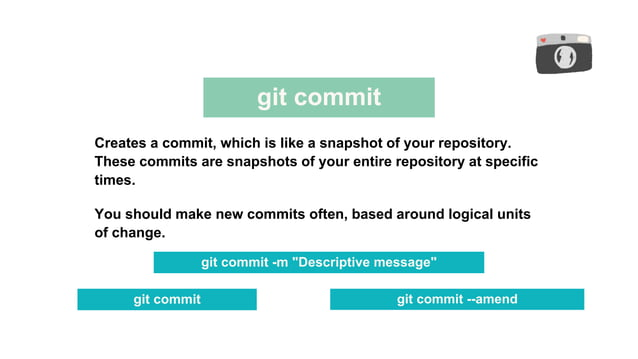 git commit
Creates a commit, which is like a snapshot of your repository.
These commits are snapshots of your entire repository at specific
times.
You should make new commits often, based around logical units
of change.
git commit -m "Descriptive message"
git commit
git commit --amend